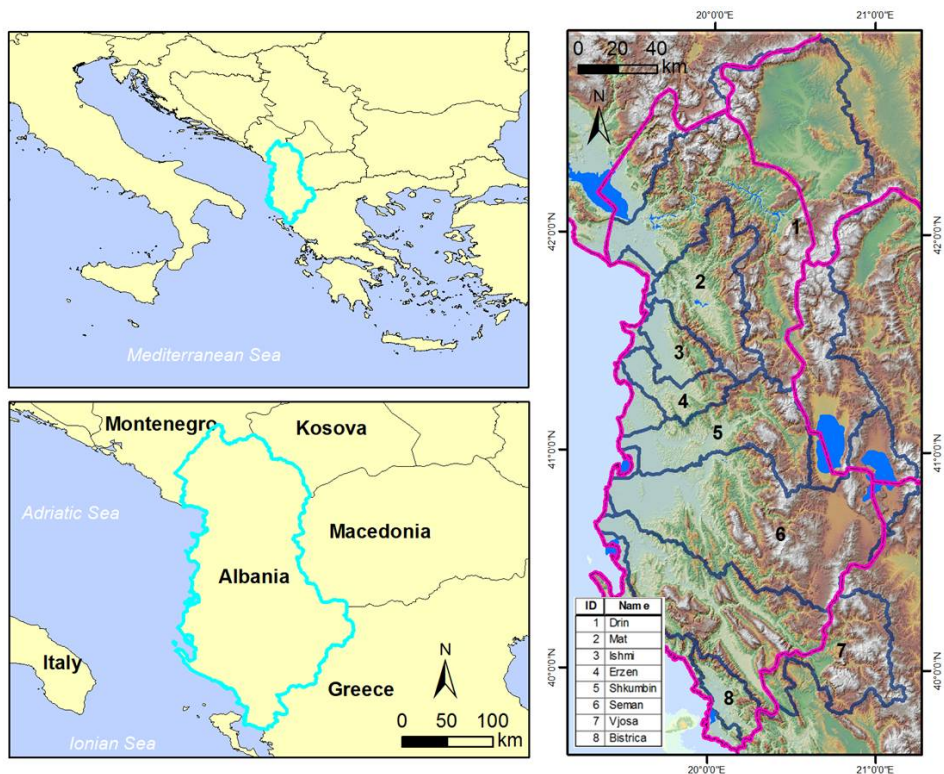 Mediterranean Sea
Montenegro
Kosova
Adriatic Sea
Macedonia
Albania
Italy
N
Greece
0 50 100
km
Ionian Sea
20°0'0"E 21°0'0"E
0 20 40
km
N
42°0'0"N 42°0'0"N
1
2
3
4
5
41°0'0"N 41°0'0"N
6
ID Name
1 Drin
2 Mat
3 Ishmi
4 Erzen
5 Shkumbin
6 Seman
7 Vjosa
8 Bistrica
7
40°0'0"N 40°0'0"N
8
20°0'0"E 21°0'0"E